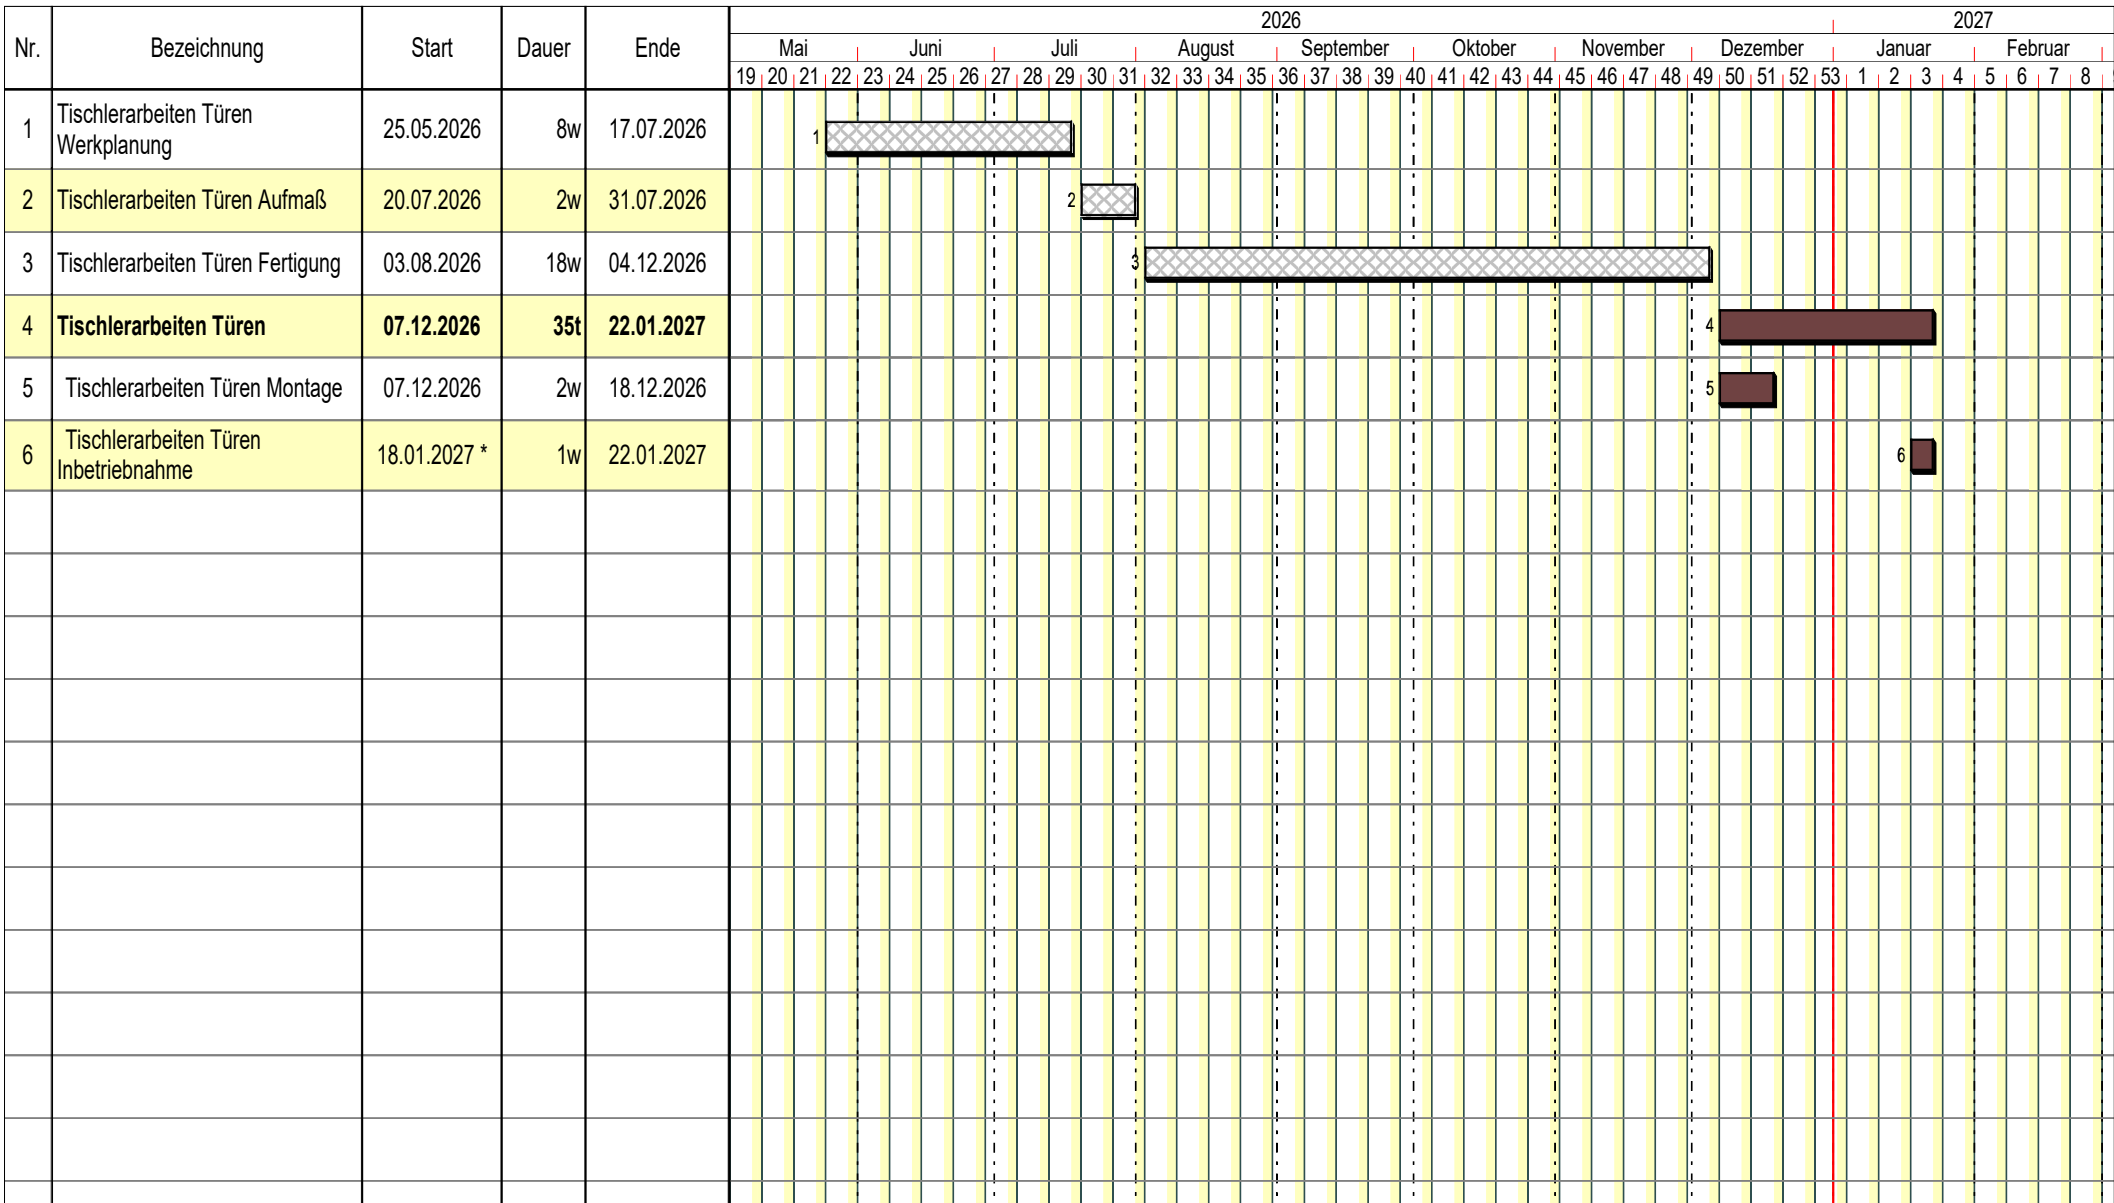 2026 2027
Nr. Bezeichnung Start Dauer Ende
Mai Juni Juli August September Oktober November Dezember Januar Februar
19 20 21 22 23 24 25 26 27 28 29 30 31 32 33 34 35 36 37 38 39 40 41 42 43 44 45 46 47 48 49 50 51 52 53 1 2 3 4 5 6 7 8
1 Tischlerarbeiten Türen 25.05.2026 8w 17.07.2026 1
Werkplanung
2 Tischlerarbeiten Türen Aufmaß 20.07.2026 2w 31.07.2026 2
3 Tischlerarbeiten Türen Fertigung 03.08.2026 18w 04.12.2026 3
4 Tischlerarbeiten Türen 07.12.2026 35t 22.01.2027 4
5 Tischlerarbeiten Türen Montage 07.12.2026 2w 18.12.2026 5
6 Tischlerarbeiten Türen 18.01.2027 * 1w 22.01.2027 6
Inbetriebnahme